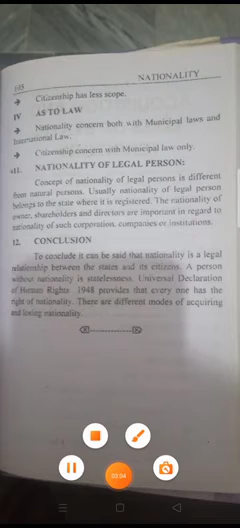 105
NATIONALITY
→ Citizenship has less scope.
IV AS TO LAW
→ Nationality concern both with Municipal laws and
International Law.
→ Citizenship concern with Municipal law only.
NATIONALITY OF LEGAL PERSON:
Concept of nationality of legal persons is different
from natural persons. Usually nationality of legal person
belongs to the state where it is registered. The nationality of
owner, shareholders and directors are important in regard to
nationality of such corporation, companies or institutions.
12. CONCLUSION
To conclude it can be said that nationality is a legal
relationship between the states and its citizens. A person
without nationality is statelessness. Universal Declaration
of Human Rights 1948 provides that every one has the
right of nationality. There are different modes of acquiring
and losing nationality.
03:04